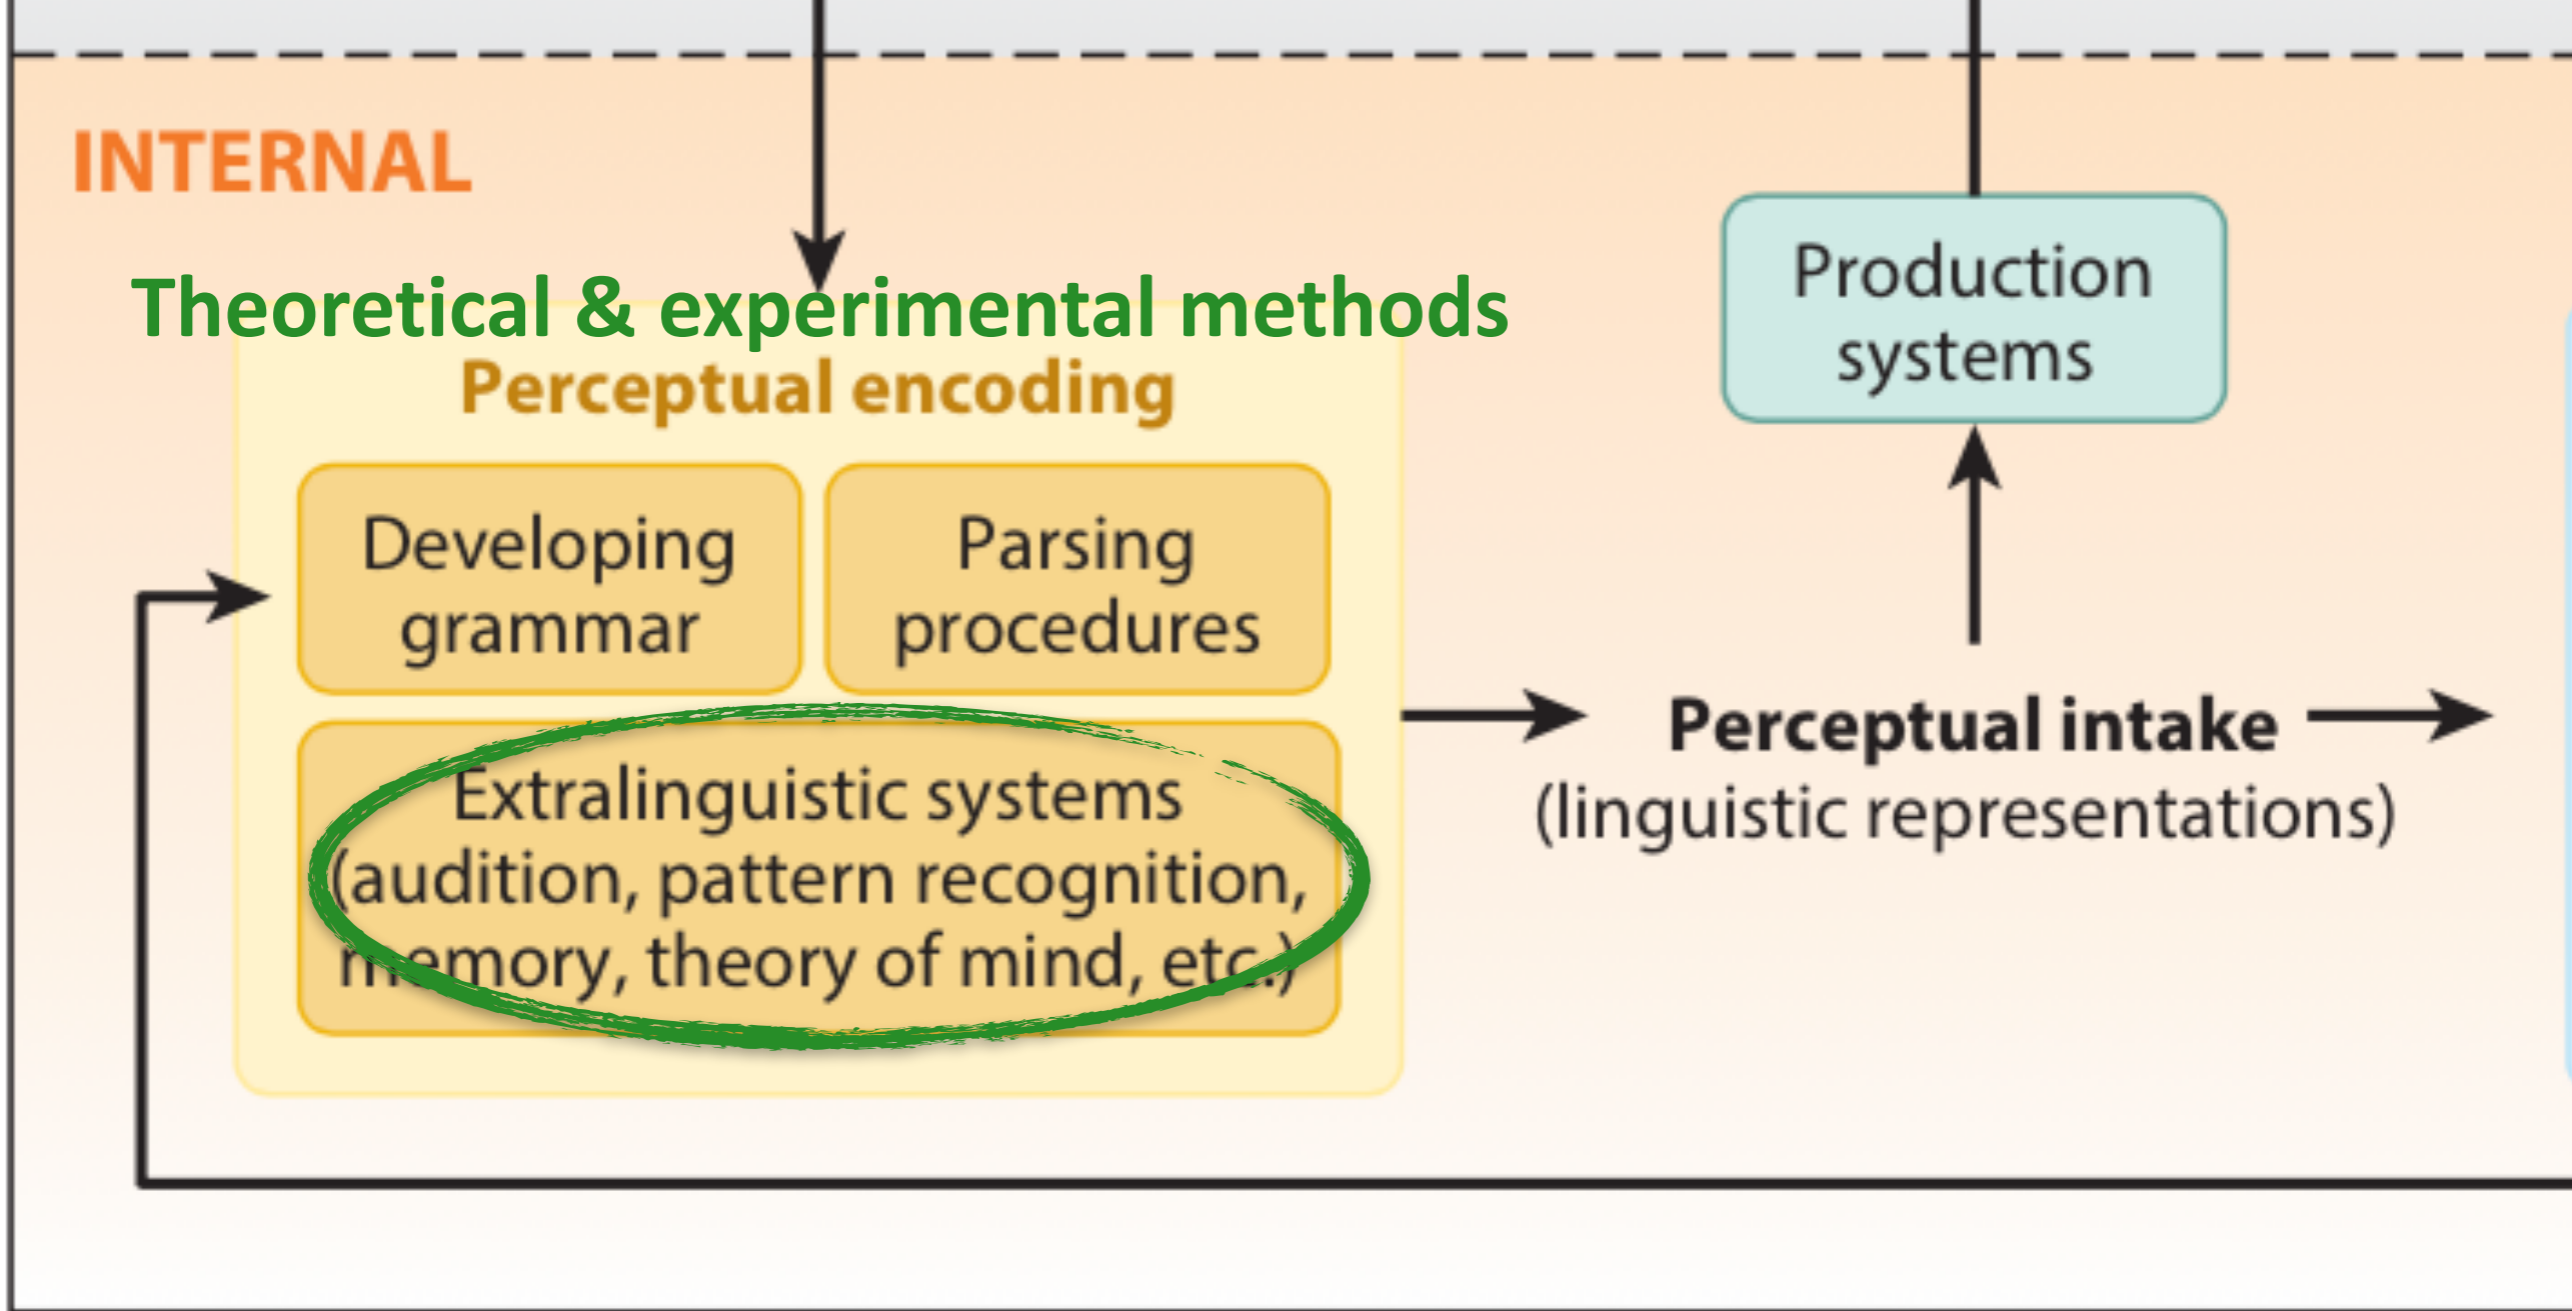 INTERNAL
Theoretical & experimental methods
Perceptual encoding
Developing
grammar
Parsing
procedures
Extralinguistic systems
(audition, pattern recognition,
memory, theory of mind, etc.)
Production
systems
Perceptual intake
(linguistic representations)